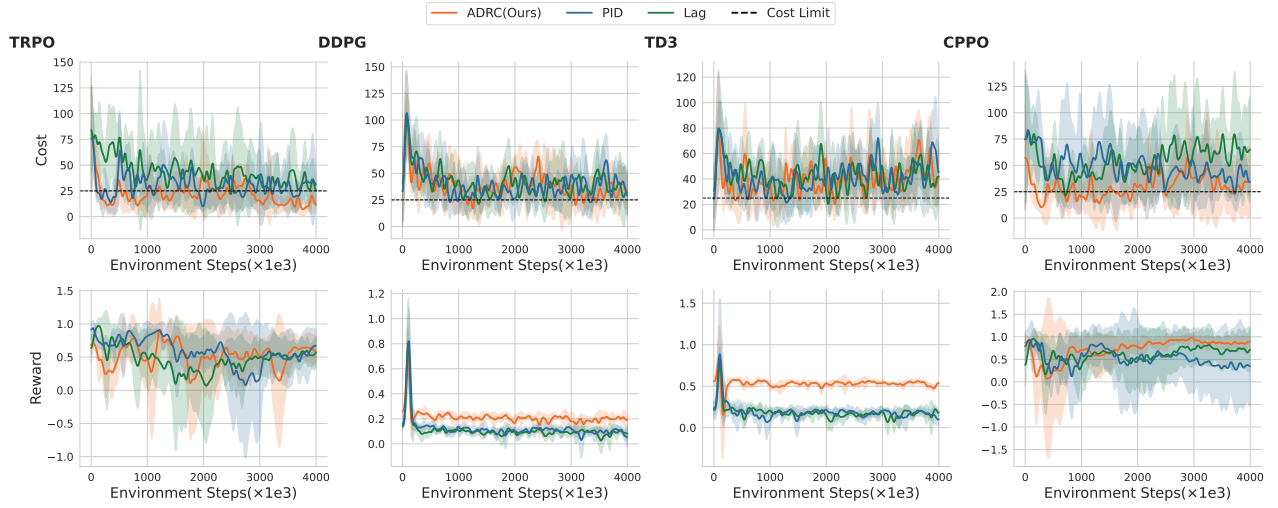 ADRC(Ours) PID Lag Cost Limit
TRPO DDPG TD3 CPPO
Cost
150
125
100
75
50
25
0
0 1000 2000 3000 4000
Environment Steps(×1e3)
150
125
100
75
50
25
0
0 1000 2000 3000 4000
Environment Steps(×1e3)
120
100
80
60
40
20
0
0 1000 2000 3000 4000
Environment Steps(×1e3)
125
100
75
50
25
0
0 1000 2000 3000 4000
Environment Steps(×1e3)
Reward
1.5
1.0
0.5
0.0
−0.5
−1.0
0 1000 2000 3000 4000
Environment Steps(×1e3)
1.2
1.0
0.8
0.6
0.4
0.2
0.0
0 1000 2000 3000 4000
Environment Steps(×1e3)
1.5
1.0
0.5
0.0
0 1000 2000 3000 4000
Environment Steps(×1e3)
2.0
1.5
1.0
0.5
0.0
−0.5
−1.0
−1.5
0 1000 2000 3000 4000
Environment Steps(×1e3)